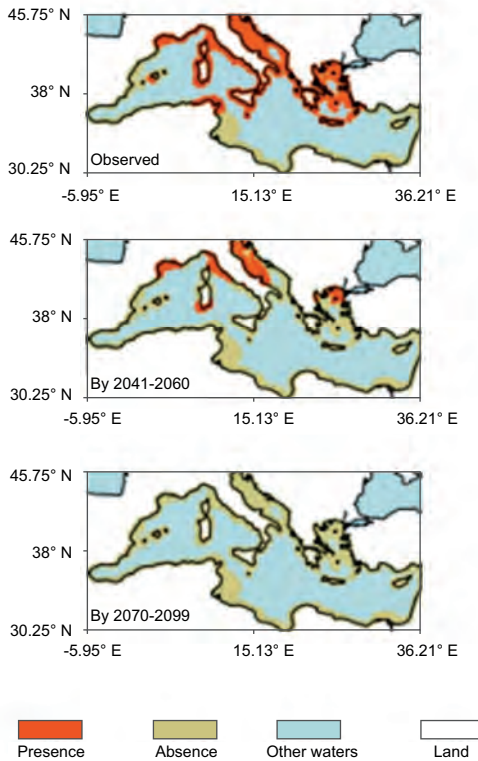 45.75° N
38° N
30.25° N
Observed
-5.95° E 15.13° E 36.21° E
45.75° N
38° N
30.25° N
By 2041-2060
-5.95° E 15.13° E 36.21° E
45.75° N
38° N
30.25° N
By 2070-2099
-5.95° E 15.13° E 36.21° E
Presence Absence Other waters Land